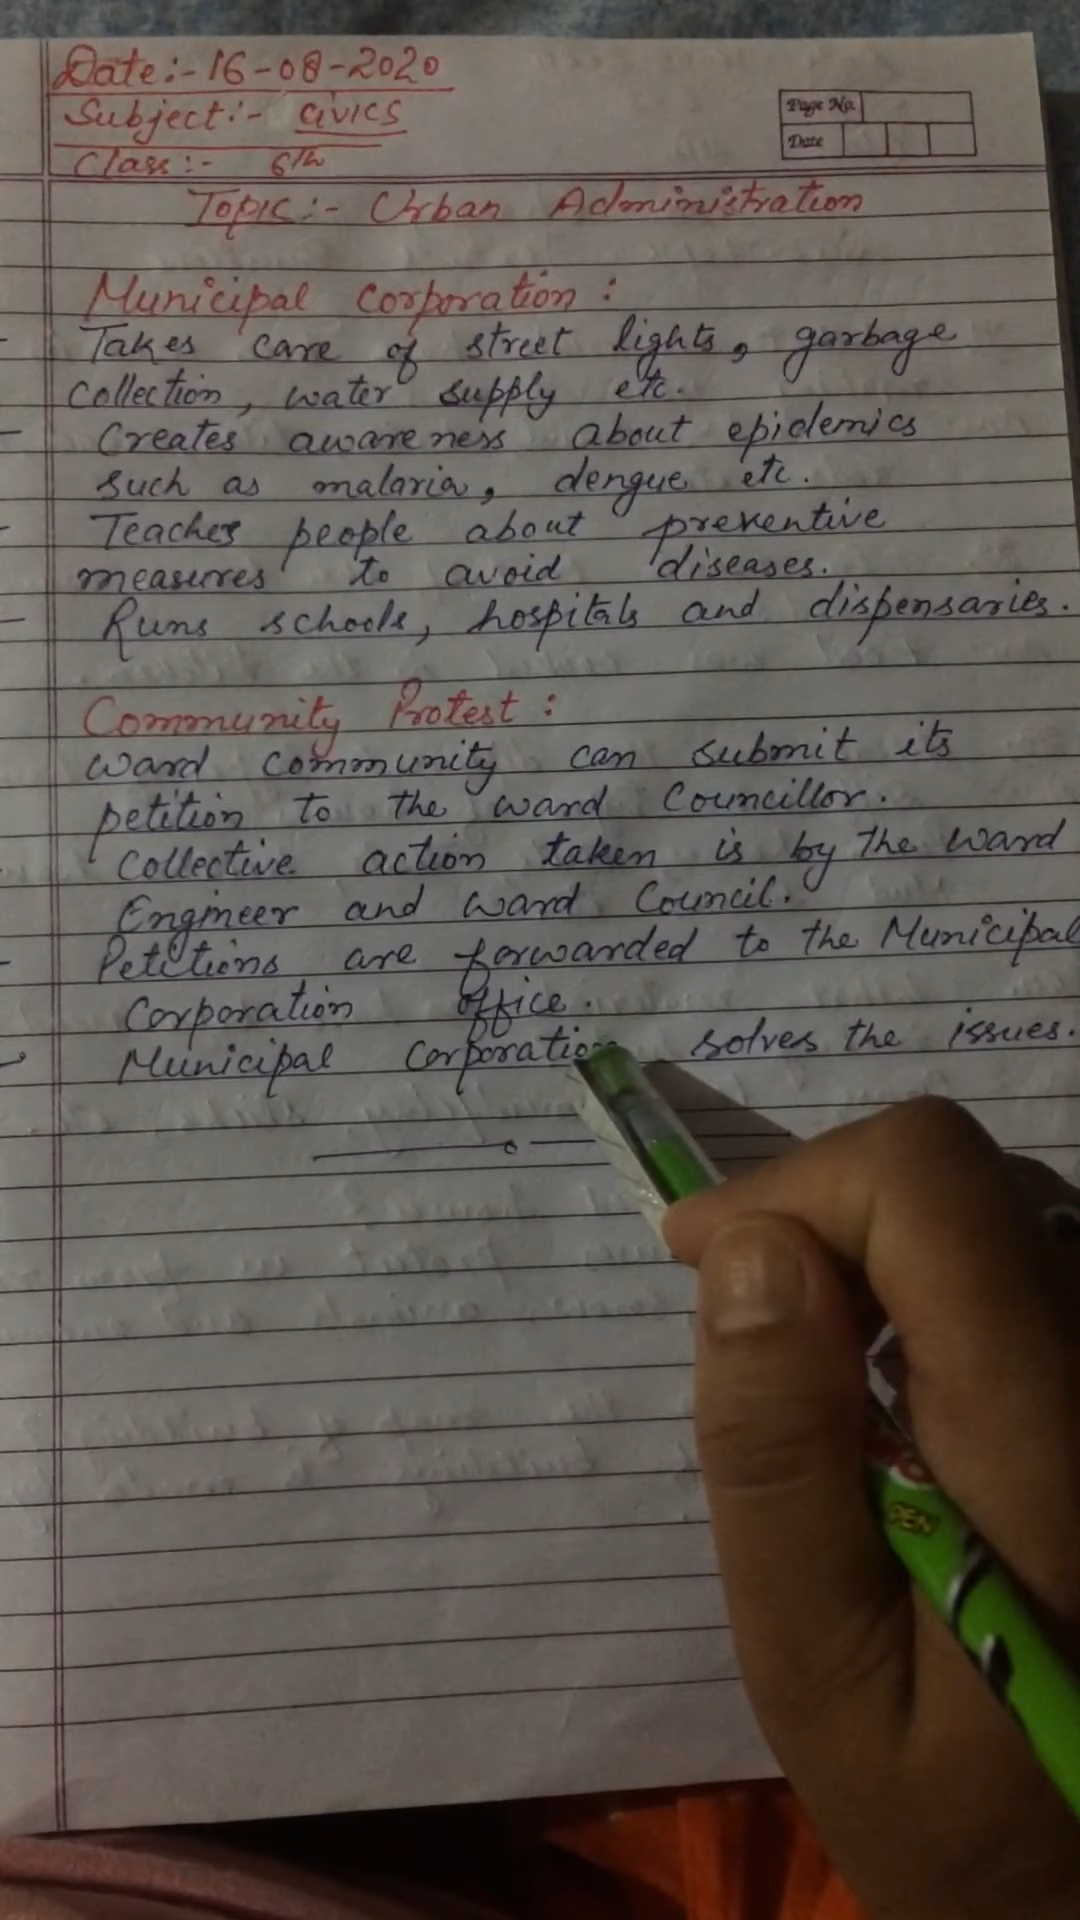 Date:- 16-08-2020
Subject:- civics
Page No.
Date
Class:- 6th
Topic:- Urban Administration
Municipal corporation :
- Takes care of street lights, garbage
collection, water supply etc.
- Creates awareness about epidemics
such as malaria, dengue etc.
- Teaches people about preventive
measures to avoid diseases.
- Runs schools, hospitals and dispensaries.
Community Protest :
ward community can submit its
petition to the ward Councillor.
- Collective action taken is by the ward
Engineer and ward Council.
- Petitions are forwarded to the Municipal
corporation office.
- Municipal corporation solves the issues.
PEN